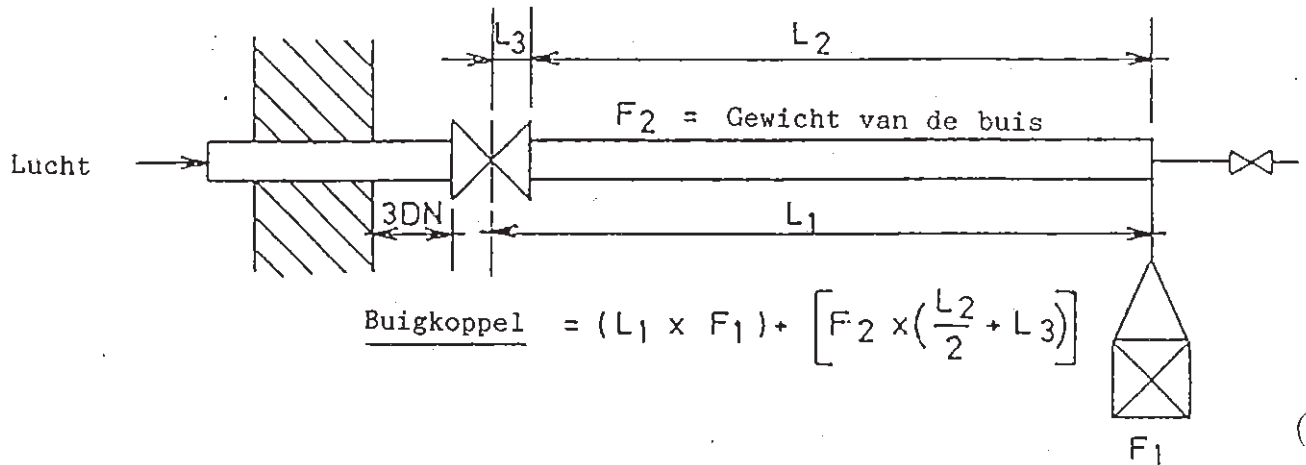 L3 L2
F2 = Gewicht van de buis
Lucht
3DN L1
Buigkoppel = (L1 x F1) + [F2 x (L2/2 + L3)]
F1